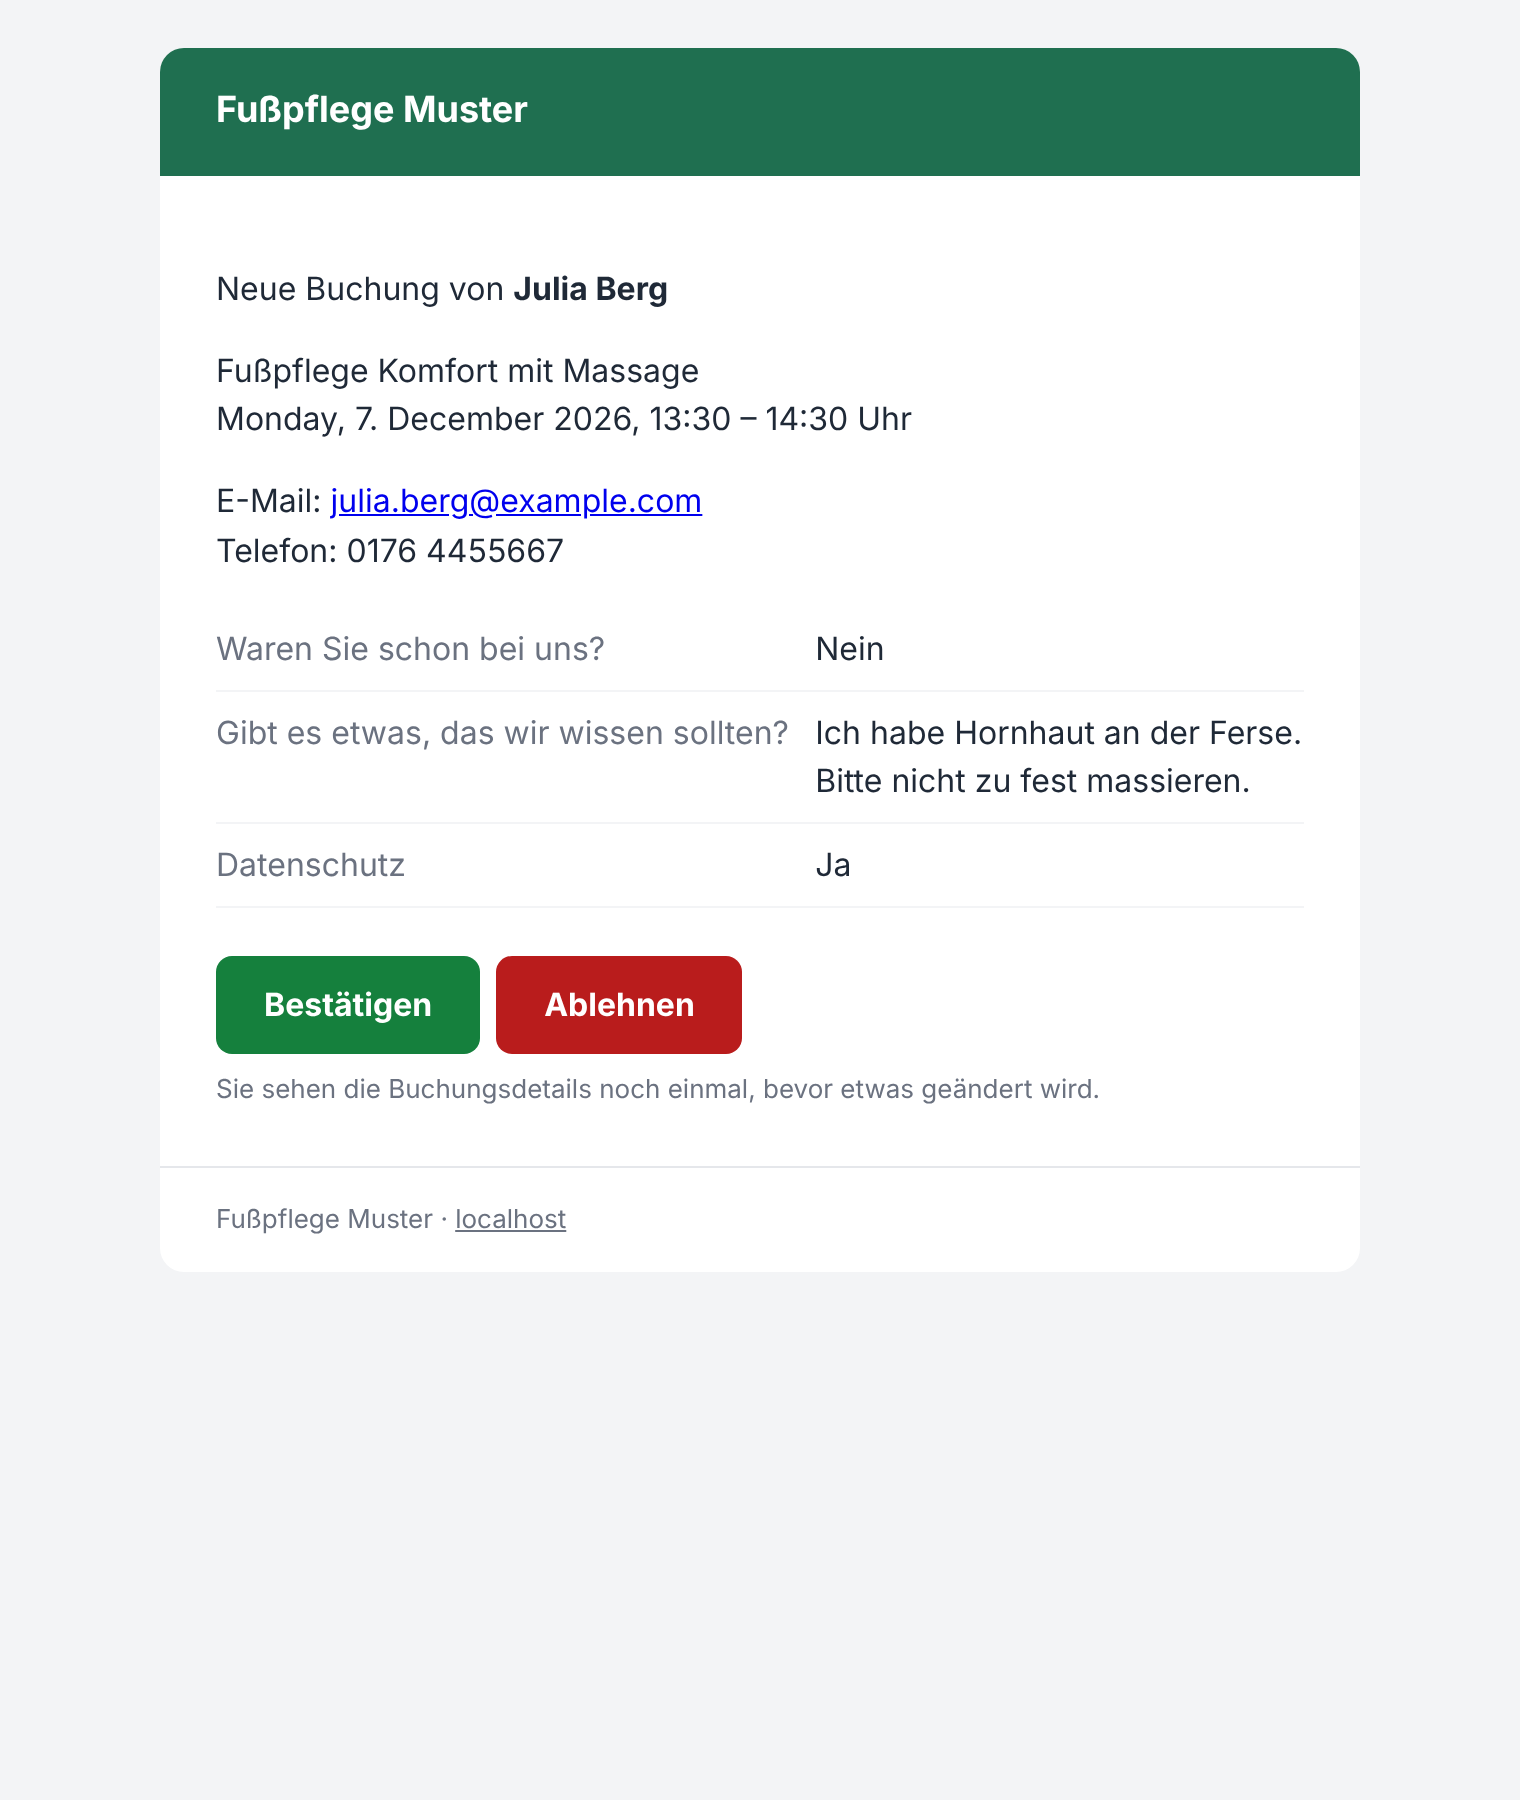 Fußpflege Muster
Neue Buchung von Julia Berg
Fußpflege Komfort mit Massage
Monday, 7. December 2026, 13:30 – 14:30 Uhr
E-Mail: julia.berg@example.com
Telefon: 0176 4455667
Waren Sie schon bei uns? Nein
Gibt es etwas, das wir wissen sollten? Ich habe Hornhaut an der Ferse.
Bitte nicht zu fest massieren.
Datenschutz Ja
Bestätigen Ablehnen
Sie sehen die Buchungsdetails noch einmal, bevor etwas geändert wird.
Fußpflege Muster · localhost